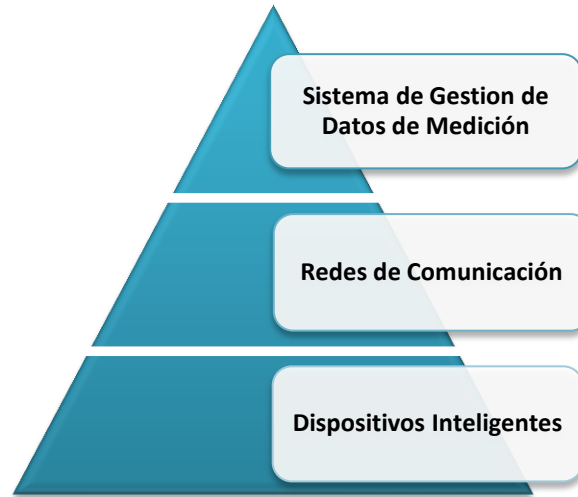 Sistema de Gestion de
Datos de Medición
Redes de Comunicación
Dispositivos Inteligentes